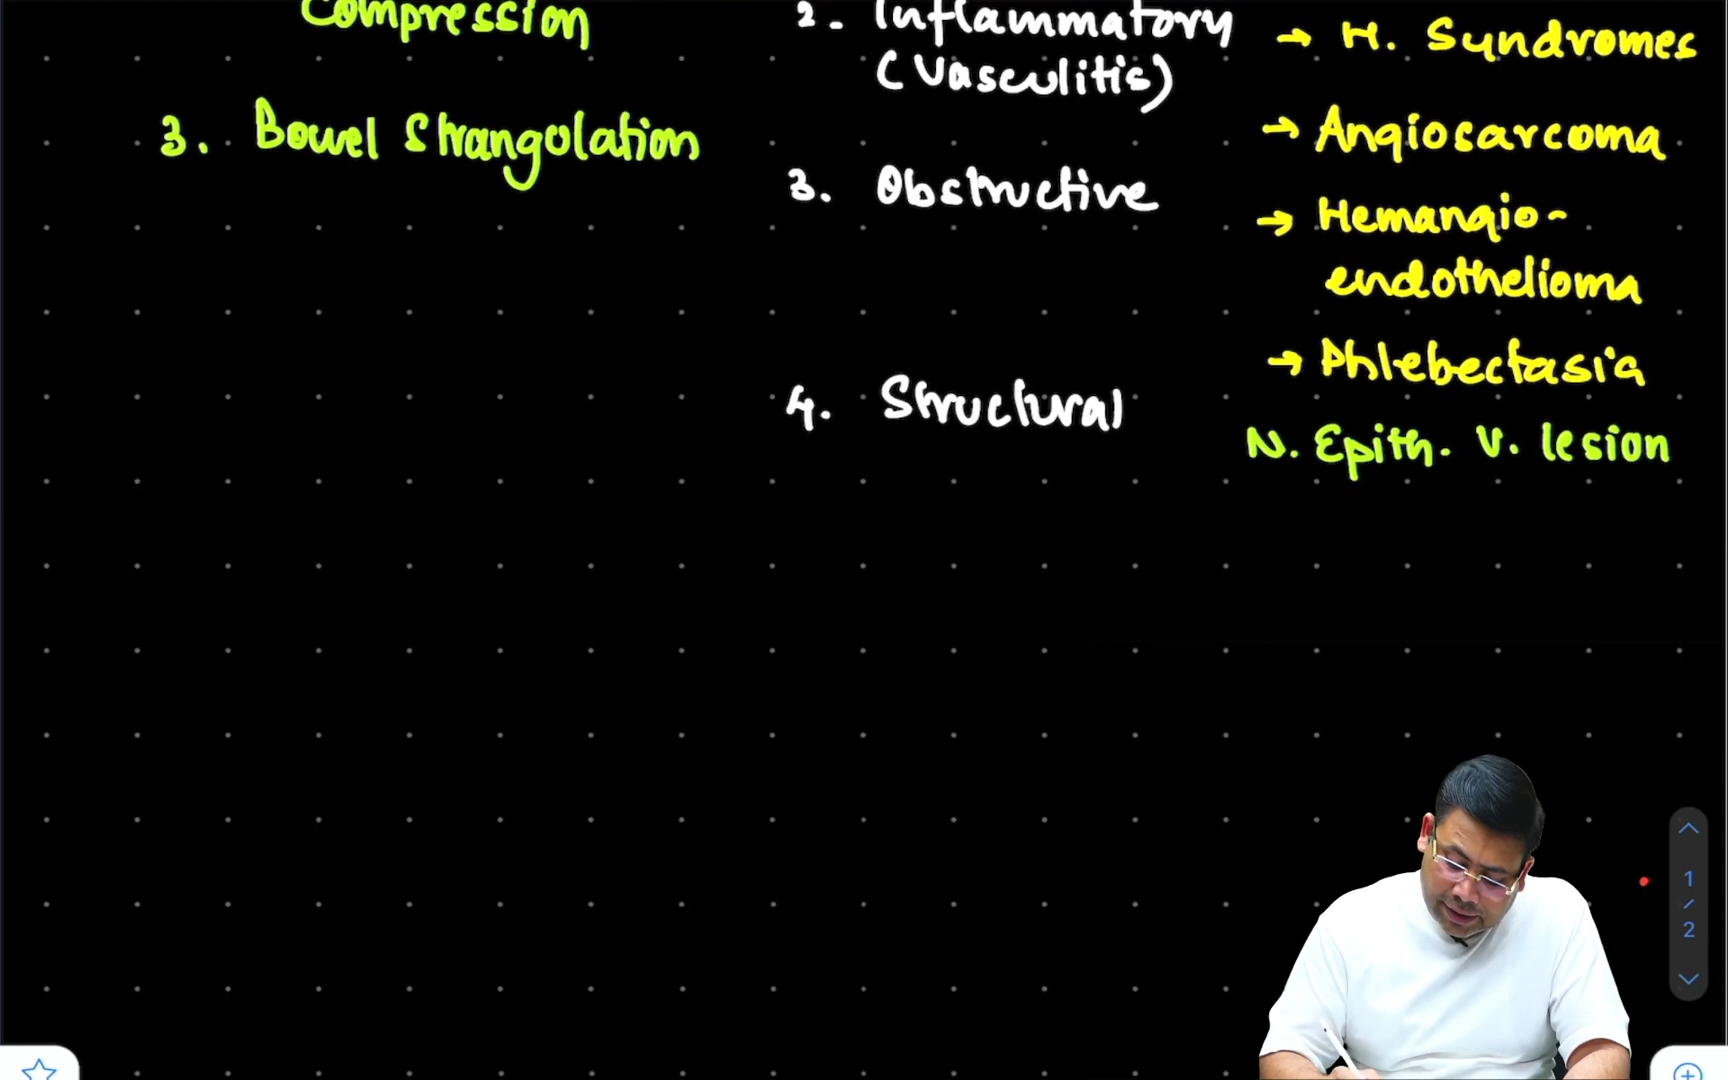 Compression
3. Bowel Strangolation
2. Inflammatory
(Vasculitis)
3. Obstructive
4. Structural
→ H. Syndromes
→ Angiosarcoma
→ Hemangio-
endothelioma
→ Phlebectasia
N. Epith. V. lesion
1
/
2